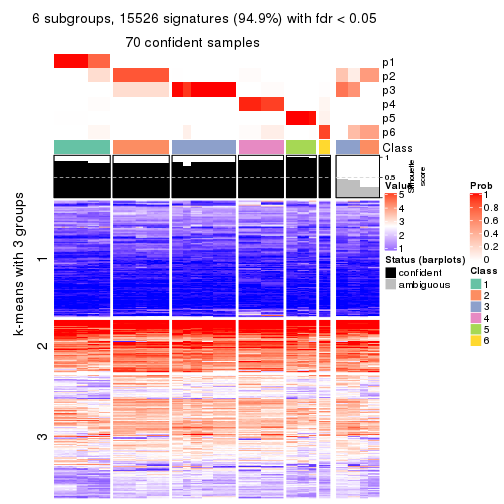 6 subgroups, 15526 signatures (94.9%) with fdr < 0.05
70 confident samples
p1
p2
p3
p4
p5
p6
Class
1
0.5
Silhouette
score
k-means with 3 groups
1
2
3
Value
5
4
3
2
1
Status (barplots)
confident
ambiguous
Prob
1
0.8
0.6
0.4
0.2
0
Class
1
2
3
4
5
6